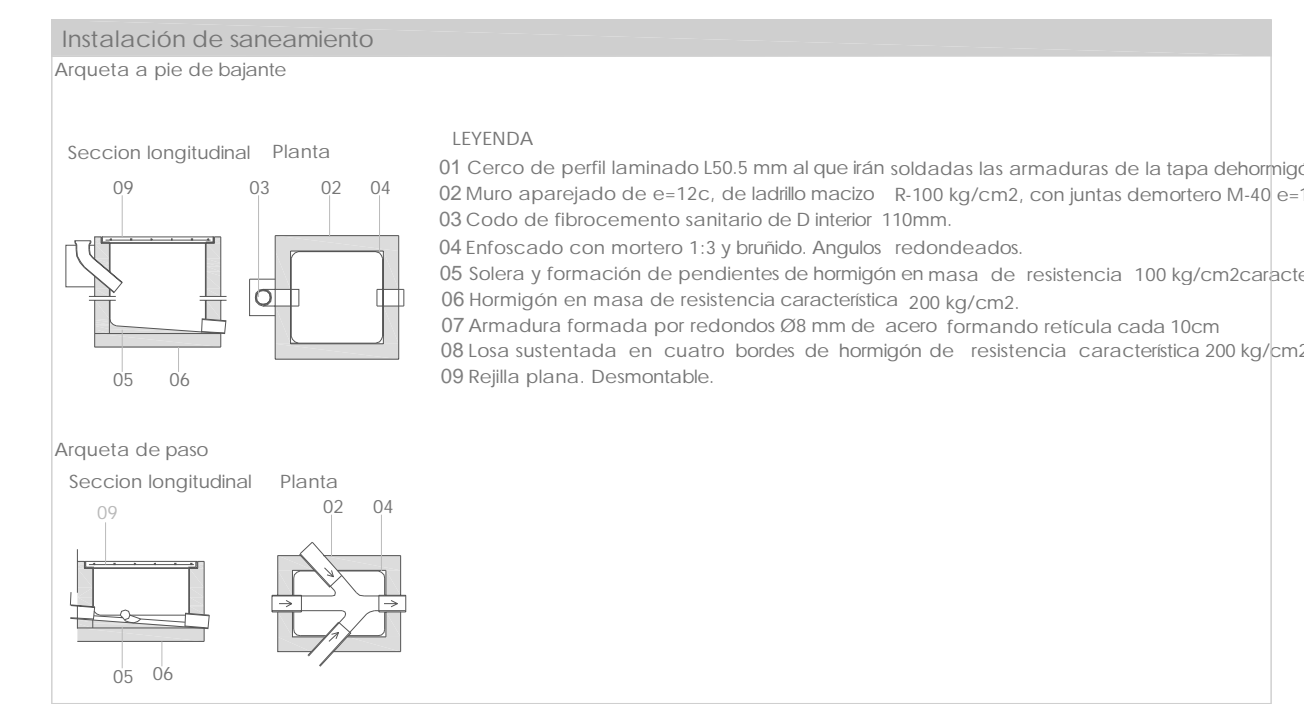 Instalación de saneamiento
Arqueta a pie de bajante
Seccion longitudinal Planta
09 03 02 04
05 06
LEYENDA
01 Cerco de perfil laminado L50.5 mm al que irán soldadas las armaduras de la tapa dehormigó
02 Muro aparejado de e=12c, de ladrillo macizo R-100 kg/cm2, con juntas demortero M-40 e=1
03 Codo de fibrocemento sanitario de D interior 110mm.
04 Enfoscado con mortero 1:3 y bruñido. Angulos redondeados.
05 Solera y formación de pendientes de hormigón en masa de resistencia 100 kg/cm2caracte
06 Hormigón en masa de resistencia característica 200 kg/cm2.
07 Armadura formada por redondos Ø8 mm de acero formando retícula cada 10cm
08 Losa sustentada en cuatro bordes de hormigón de resistencia característica 200 kg/cm2
09 Rejilla plana. Desmontable.
Arqueta de paso
Seccion longitudinal Planta
09 02 04
05 06